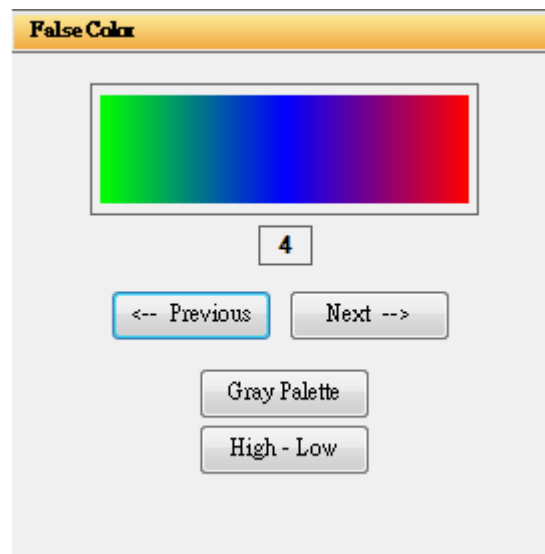 False Color
4
<-- Previous
Next -->
Gray Palette
High - Low